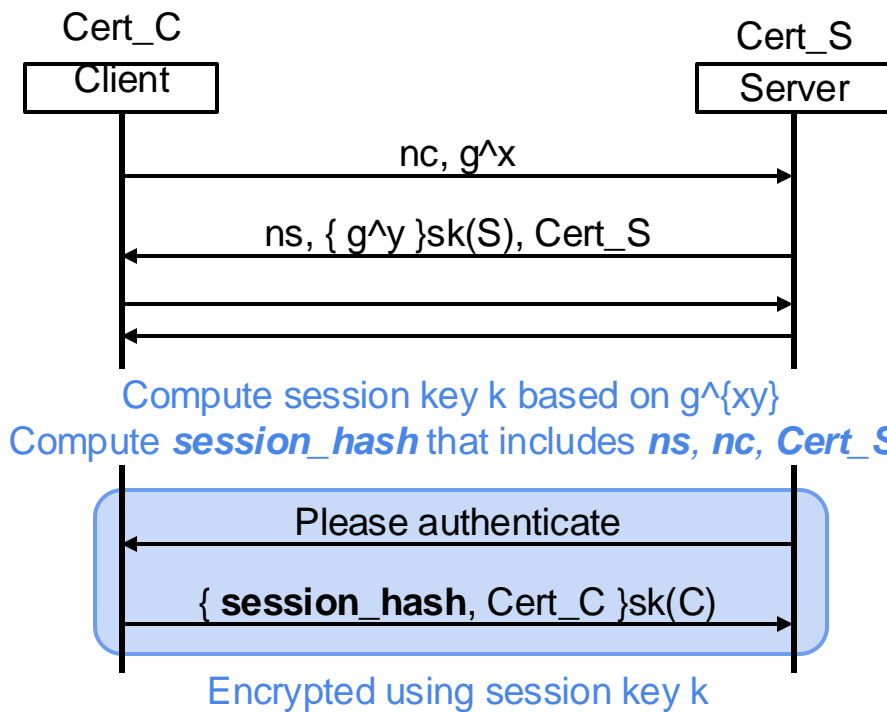 Cert_C
Cert_S
Client
Server
nc, g^x
ns, { g^y }sk(S), Cert_S
Compute session key k based on g^{xy}
Compute session_hash that includes ns, nc, Cert_S
Please authenticate
{ session_hash, Cert_C }sk(C)
Encrypted using session key k